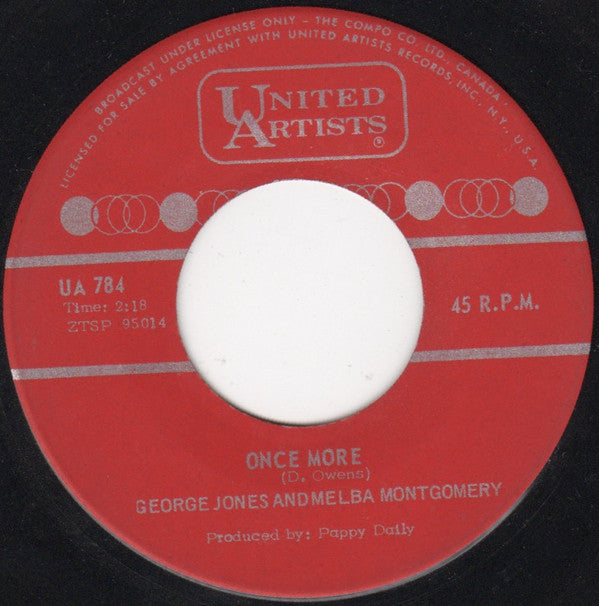 BROADCAST UNDER LICENSE ONLY - THE COMPO CO. LTD., CANADA
LICENSED FOR SALE BY AGREEMENT WITH UNITED ARTISTS RECORDS, INC., N.Y., U.S.A.
UNITED
ARTISTS®
UA 784
Time: 2:18
ZTSP 95014
45 R.P.M.
ONCE MORE
(D. Owens)
GEORGE JONES AND MELBA MONTGOMERY
Produced by: Pappy Daily